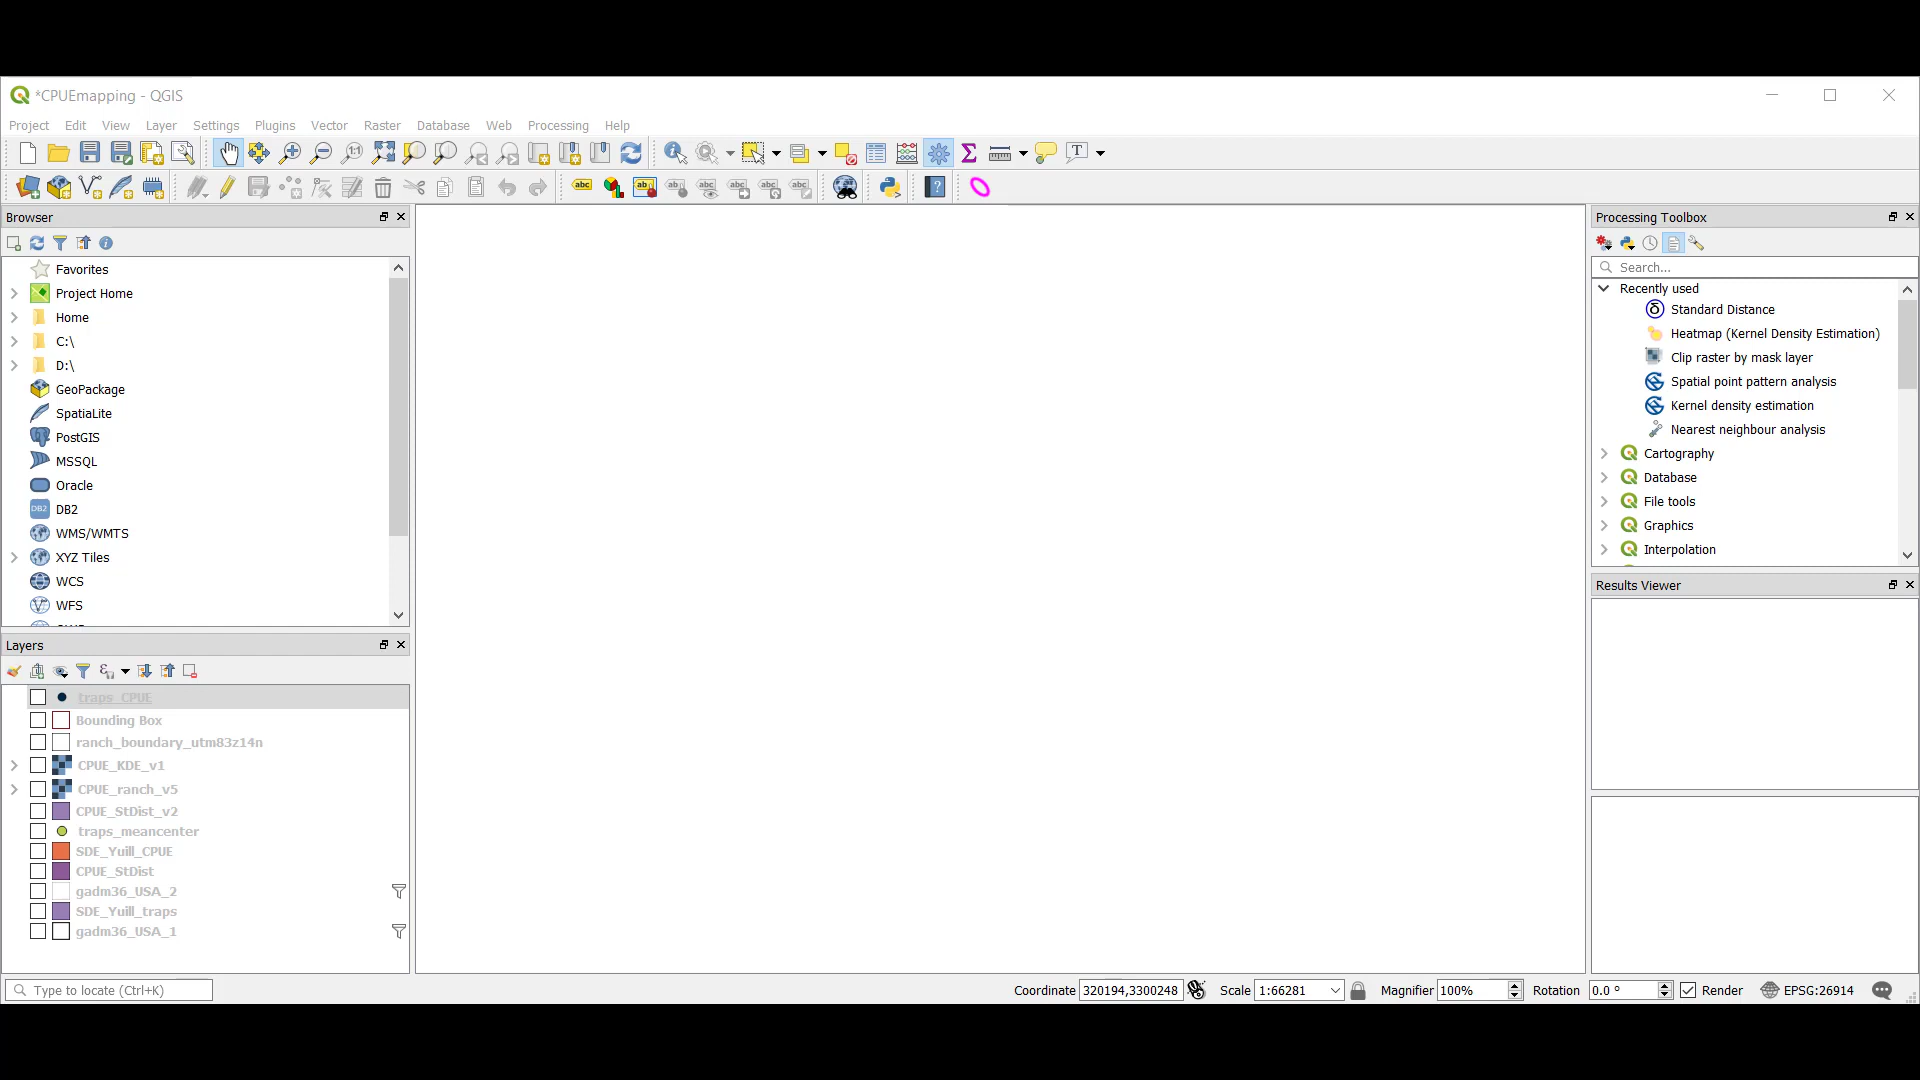 *CPUEmapping - QGIS
Project Edit View Layer Settings Plugins Vector Raster Database Web Processing Help
Browser
Favorites
Project Home
Home
C:\
D:\
GeoPackage
SpatiaLite
PostGIS
MSSQL
Oracle
DB2
WMS/WMTS
XYZ Tiles
WCS
WFS
Layers
traps_CPUE
Bounding Box
ranch_boundary_utm83z14n
CPUE_KDE_v1
CPUE_ranch_v5
CPUE_StDist_v2
traps_meancenter
SDE_Yuill_CPUE
CPUE_StDist
gadm36_USA_2
SDE_Yuill_traps
gadm36_USA_1
Processing Toolbox
Search...
Recently used
Standard Distance
Heatmap (Kernel Density Estimation)
Clip raster by mask layer
Spatial point pattern analysis
Kernel density estimation
Nearest neighbour analysis
Cartography
Database
File tools
Graphics
Interpolation
Results Viewer
Type to locate (Ctrl+K) Coordinate 320194,3300248 Scale 1:66281 Magnifier 100% Rotation 0.0 ° Render EPSG:26914